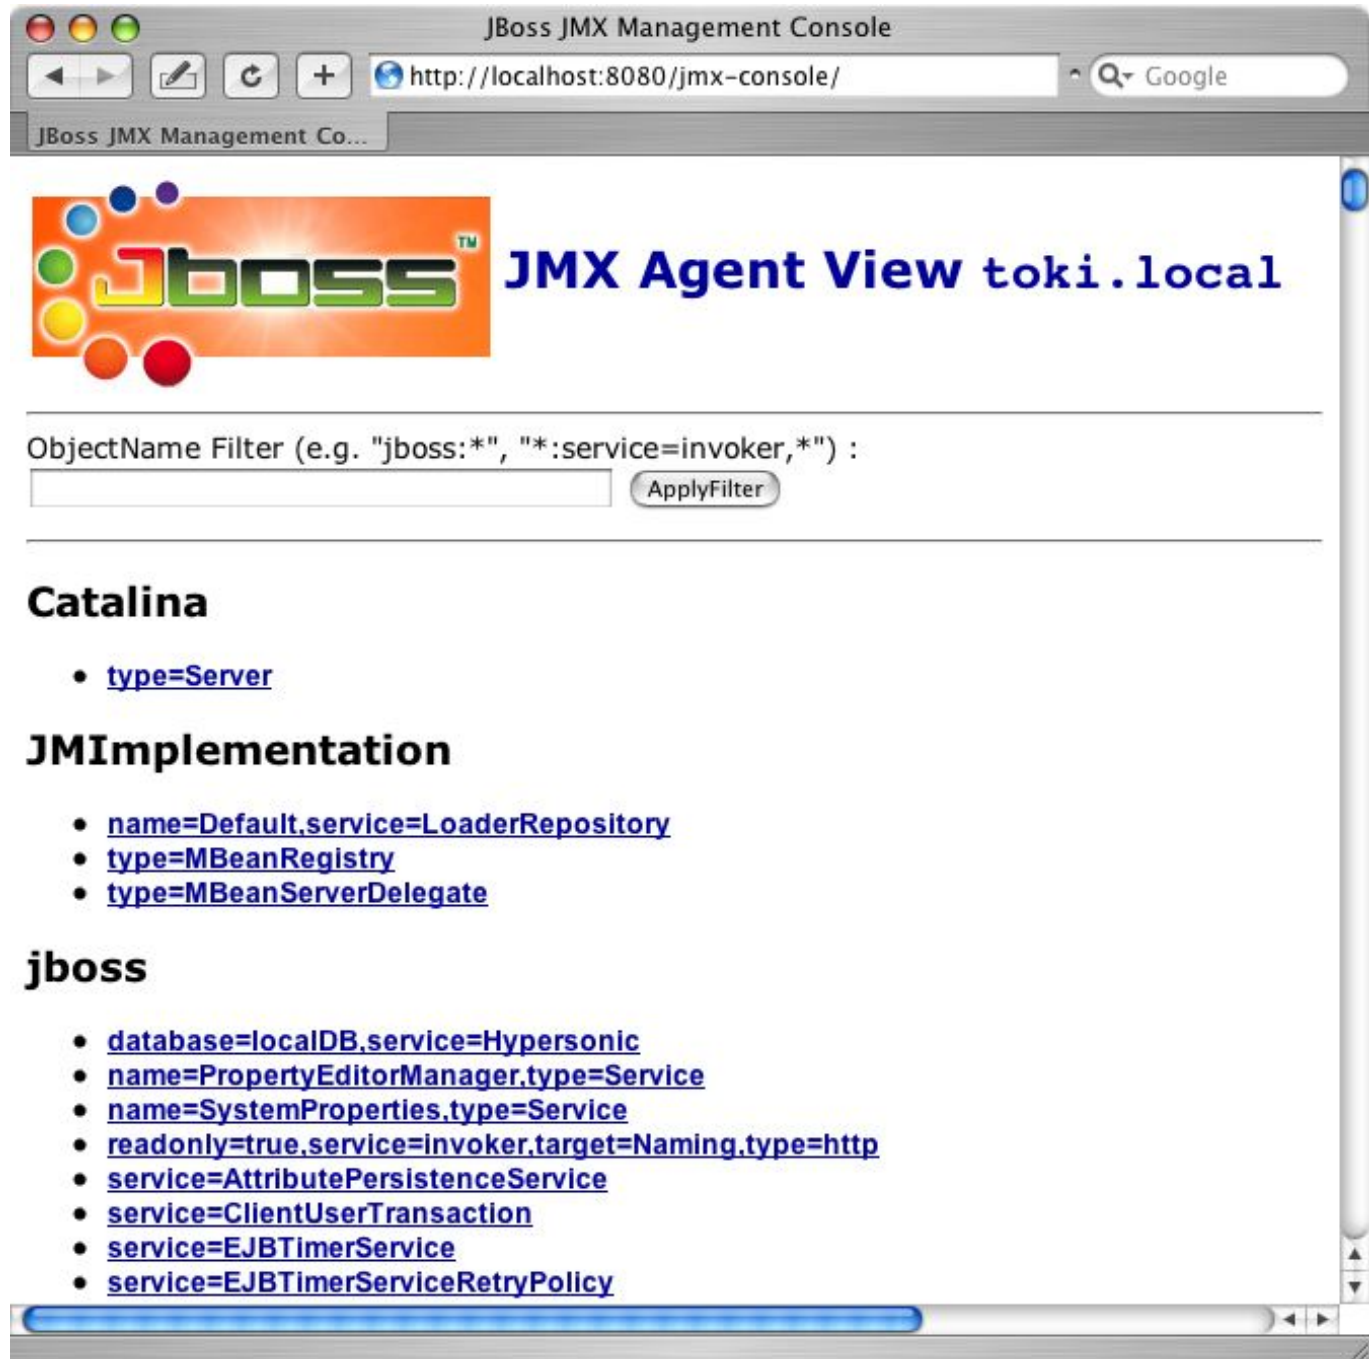 JBoss JMX Management Console
http://localhost:8080/jmx-console/
Google
JBoss JMX Management Co...
Jboss TM
JMX Agent View toki.local
ObjectName Filter (e.g. "jboss:*", "*:service=invoker,*") :
ApplyFilter
Catalina
type=Server
JMImplementation
name=Default,service=LoaderRepository
type=MBeanRegistry
type=MBeanServerDelegate
jboss
database=localDB,service=Hypersonic
name=PropertyEditorManager,type=Service
name=SystemProperties,type=Service
readonly=true,service=invoker,target=Naming,type=http
service=AttributePersistenceService
service=ClientUserTransaction
service=EJBTimerService
service=EJBTimerServiceRetryPolicy